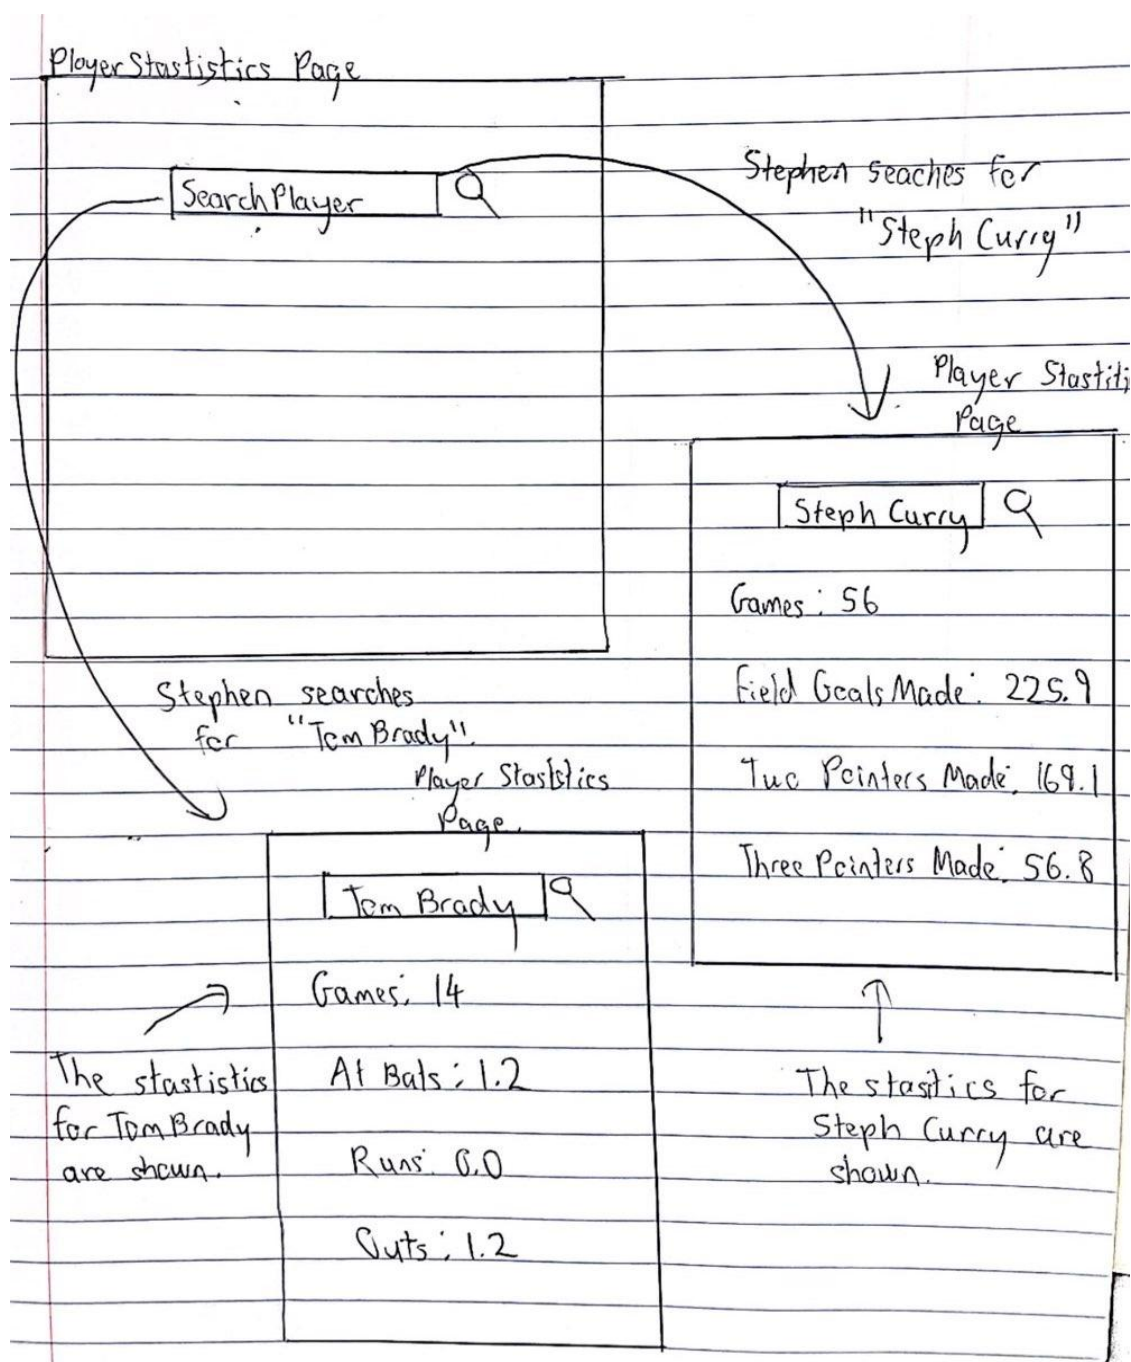 Player Stastistics Page
Search Player
Stephen seaches for
"Steph Curry"
Player Stastiti
Page
Steph Curry
Games: 56
Field Goals Made: 225.9
Two Pointers Made: 169.1
Three Pointers Made: 56.8
The stastitics for
Steph Curry are
shown.
Stephen searches
for "Tom Brady".
Player Stastistics
Page.
Tom Brady
Games: 14
At Bats: 1.2
Runs: 0.0
Outs: 1.2
The stastistics
for Tom Brady
are shown.